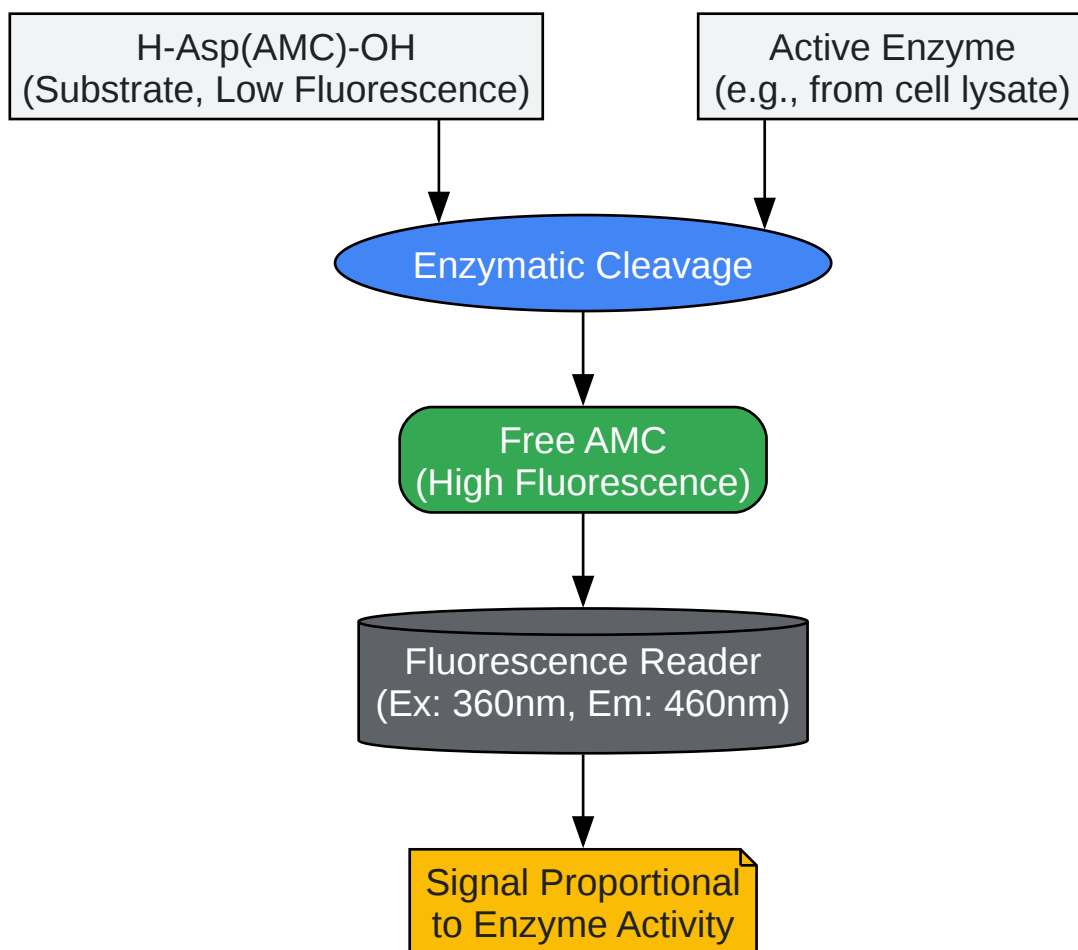 H-Asp(AMC)-OH
(Substrate, Low Fluorescence)
Active Enzyme
(e.g., from cell lysate)
Enzymatic Cleavage
Free AMC
(High Fluorescence)
Fluorescence Reader
(Ex: 360nm, Em: 460nm)
Signal Proportional
to Enzyme Activity